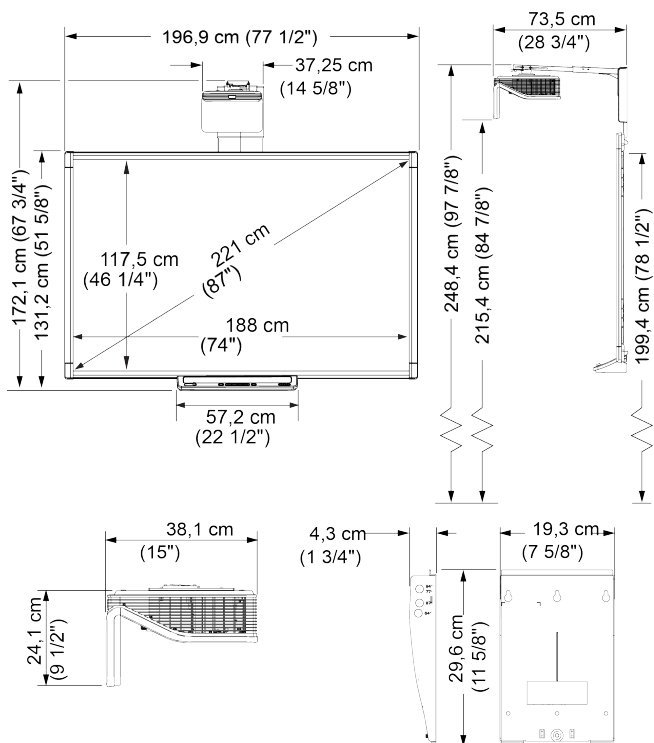 196,9 cm (77 1/2")
37,25 cm
(14 5/8")
73,5 cm
(28 3/4")
172,1 cm (67 3/4")
131,2 cm (51 5/8")
117,5 cm
(46 1/4")
221 cm
(87")
188 cm
(74")
57,2 cm
(22 1/2")
248,4 cm (97 7/8")
215,4 cm (84 7/8")
199,4 cm (78 1/2")
38,1 cm
(15")
24,1 cm
(9 1/2")
4,3 cm
(1 3/4")
19,3 cm
(7 5/8")
29,6 cm
(11 5/8")